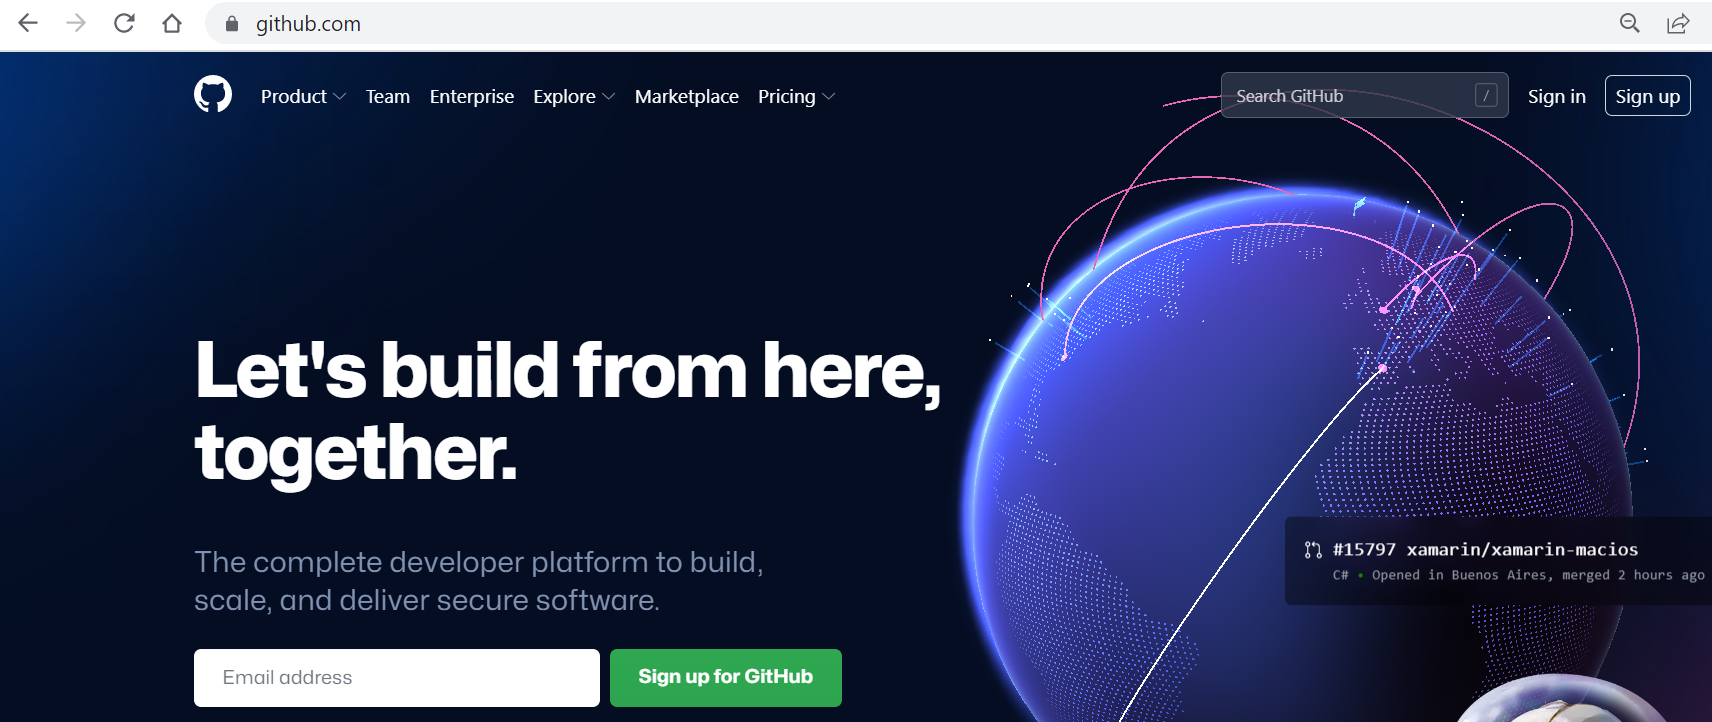 github.com
Product Team Enterprise Explore Marketplace Pricing Search GitHub / Sign in Sign up
Let's build from here,
together.
The complete developer platform to build,
scale, and deliver secure software.
#15797 xamarin/xamarin-macios
C# • Opened in Buenos Aires, merged 2 hours ago
Email address Sign up for GitHub